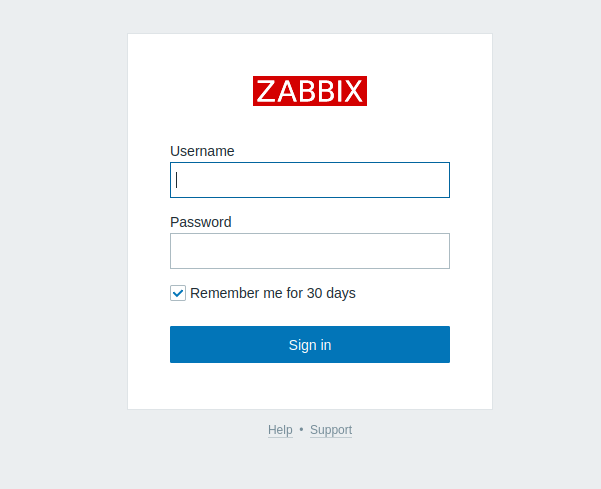 ZABBIX
Username
Password
Remember me for 30 days
Sign in
Help • Support